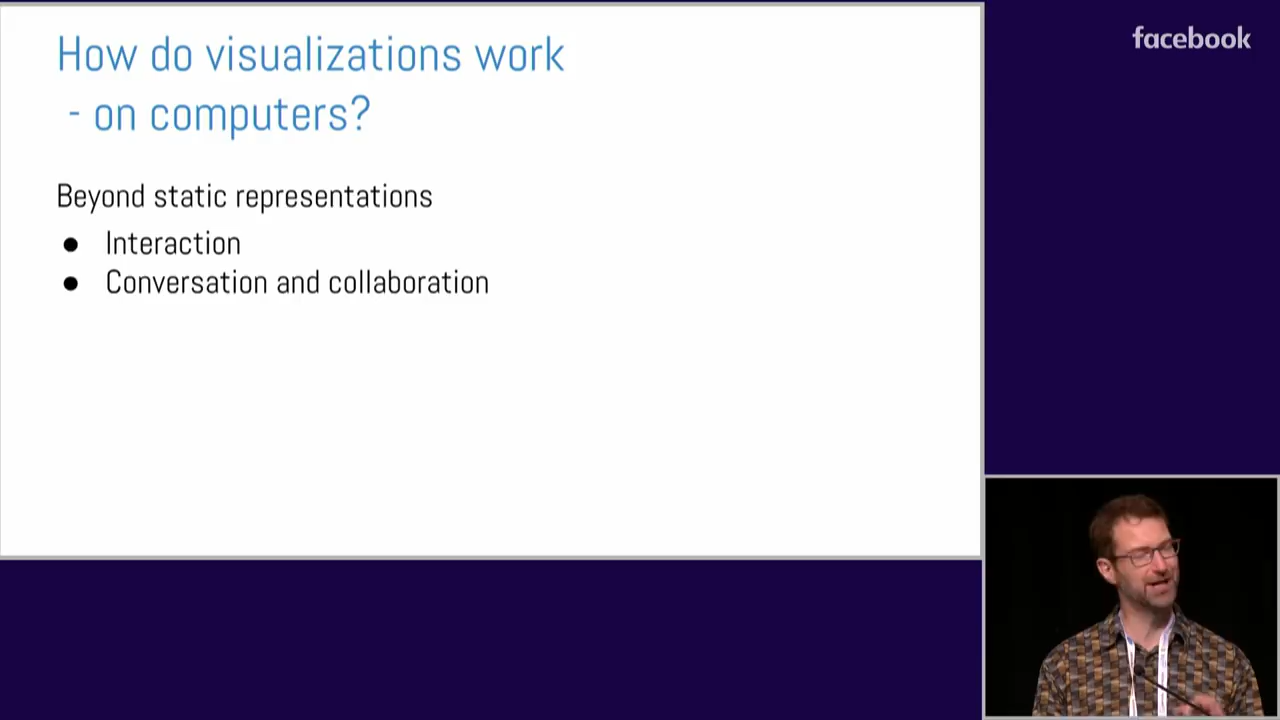 How do visualizations work
- on computers?
facebook
Beyond static representations
● Interaction
● Conversation and collaboration